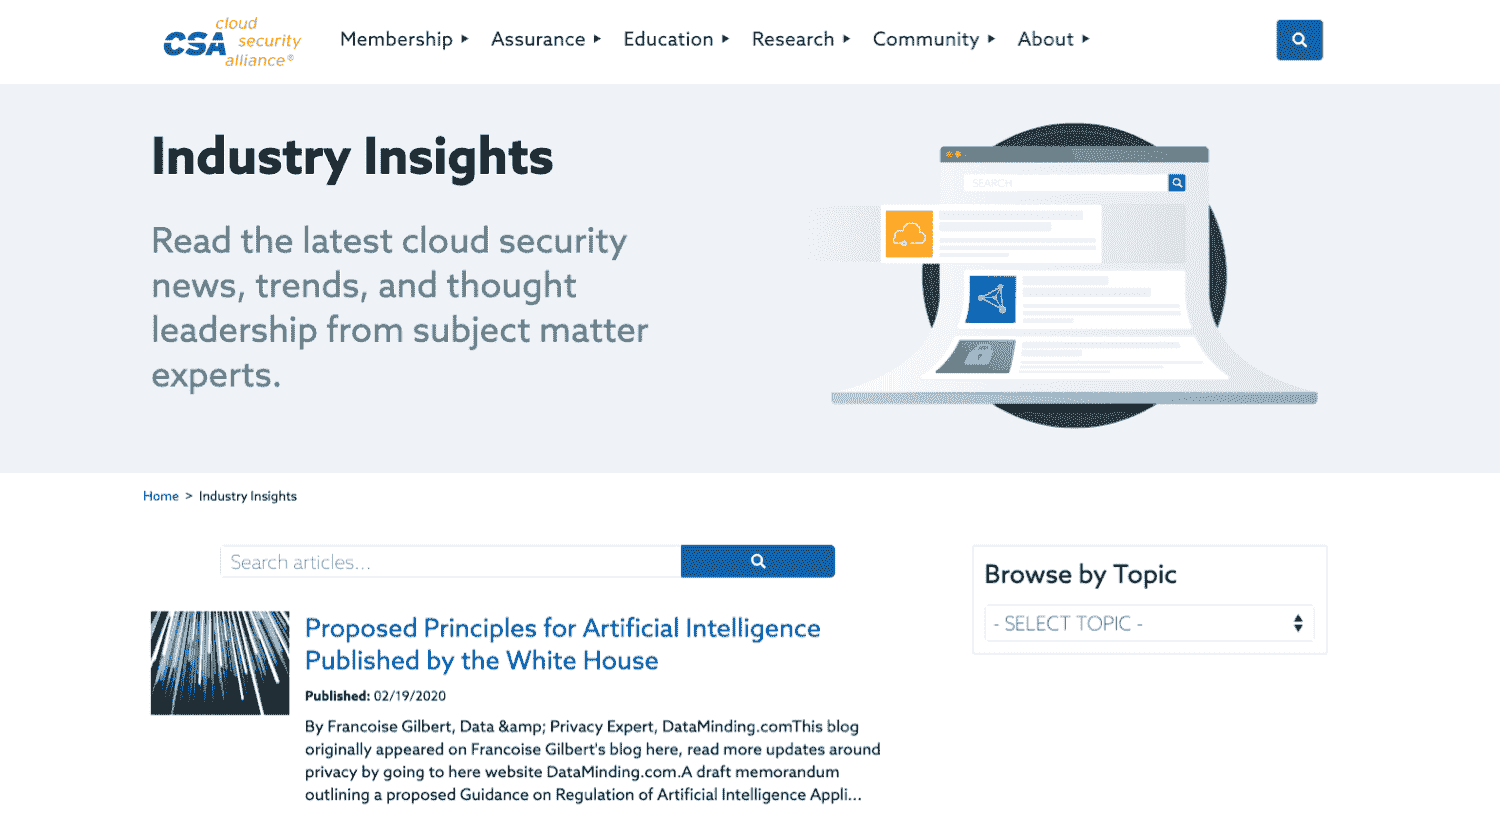 cloud
CSA security
alliance®
Membership Assurance Education Research Community About
Industry Insights
Read the latest cloud security
news, trends, and thought
leadership from subject matter
experts.
SEARCH
Home > Industry Insights
Search articles...
Browse by Topic
- SELECT TOPIC -
Proposed Principles for Artificial Intelligence
Published by the White House
Published: 02/19/2020
By Francoise Gilbert, Data &amp; Privacy Expert, DataMinding.comThis blog
originally appeared on Francoise Gilbert's blog here, read more updates around
privacy by going to here website DataMinding.com.A draft memorandum
outlining a proposed Guidance on Regulation of Artificial Intelligence Appli...